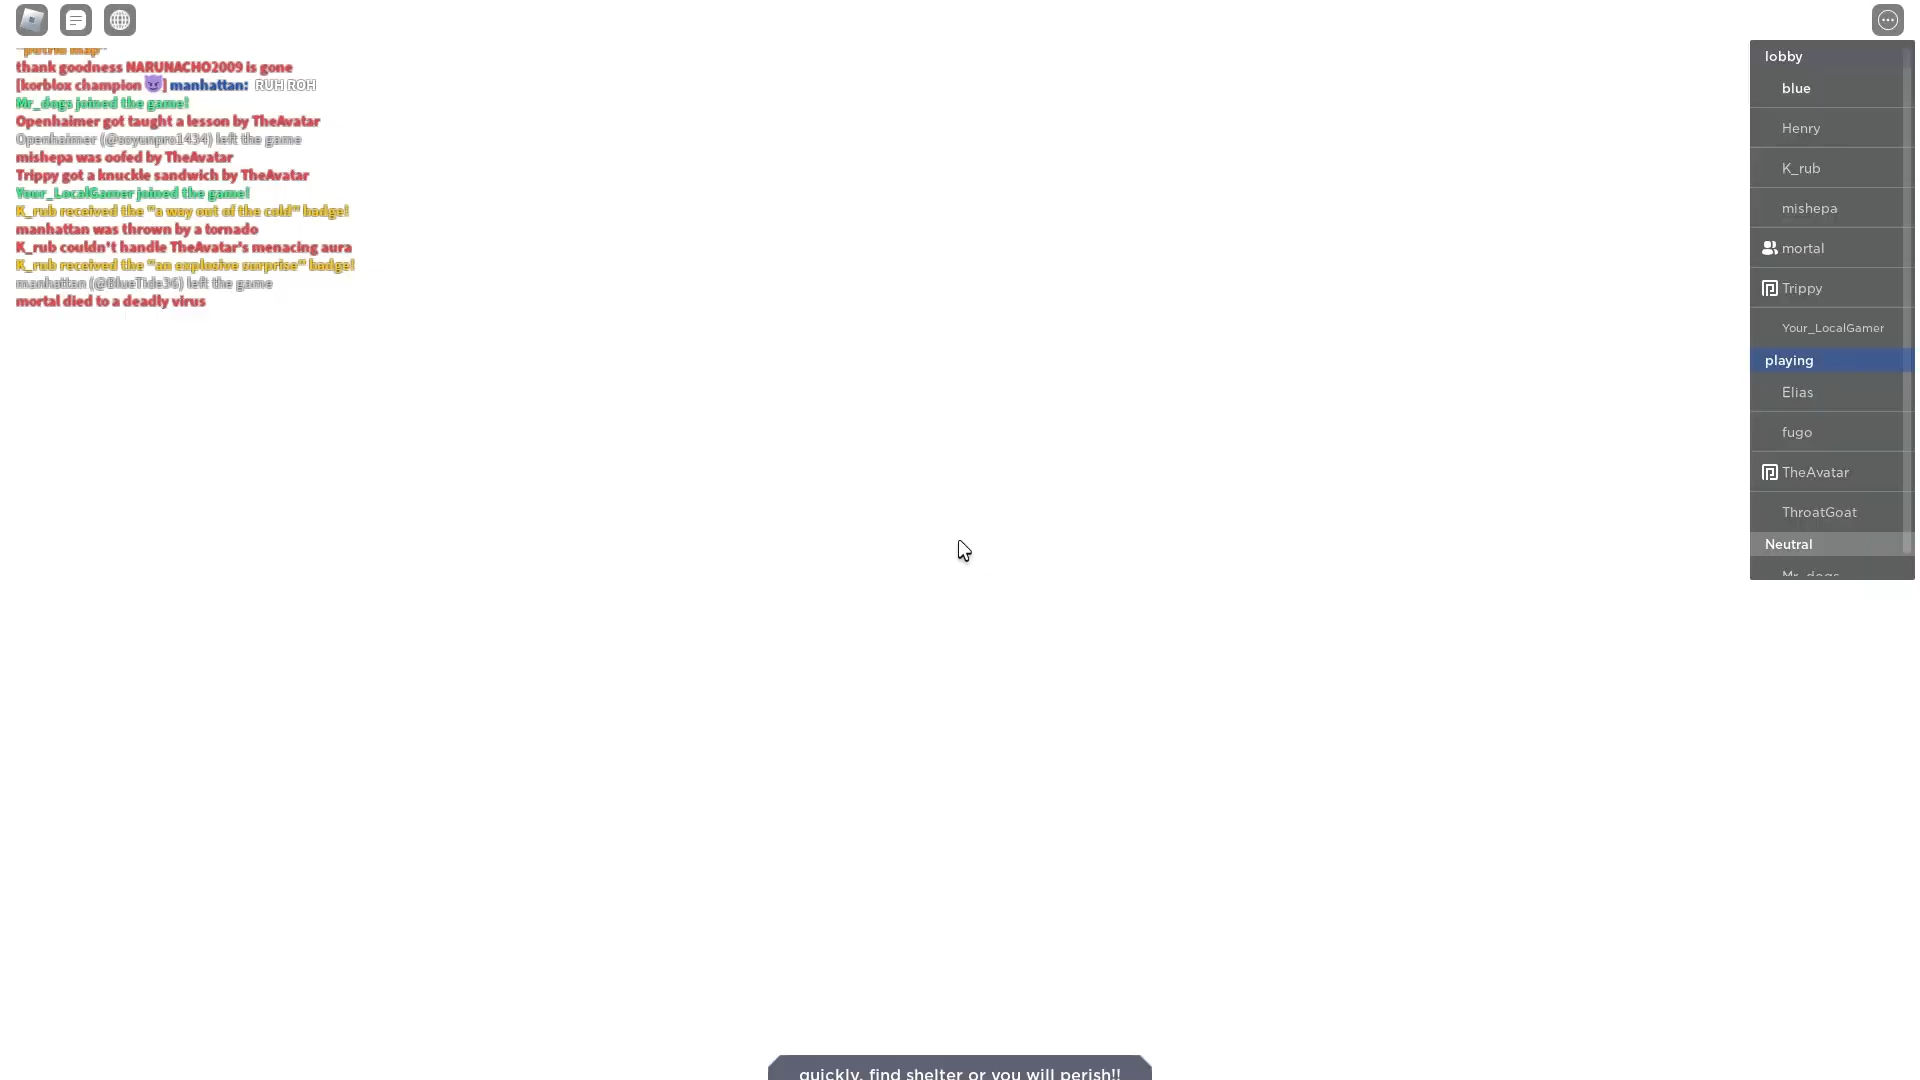 "putrid map"
thank goodness NARUNACHO2009 is gone
[korblox champion 😈] manhattan: RUH ROH
Mr_dogs joined the game!
Openhaimer got taught a lesson by TheAvatar
Openhaimer (@soyunpro1434) left the game
mishepa was oofed by TheAvatar
Trippy got a knuckle sandwich by TheAvatar
Your_LocalGamer joined the game!
K_rub received the "a way out of the cold" badge!
manhattan was thrown by a tornado
K_rub couldn't handle TheAvatar's menacing aura
K_rub received the "an explosive surprise" badge!
manhattan (@BlueTide36) left the game
mortal died to a deadly virus
lobby
blue
Henry
K_rub
mishepa
mortal
Trippy
Your_LocalGamer
playing
Elias
fugo
TheAvatar
ThroatGoat
Neutral
Mr_dogs
quickly, find shelter or you will perish!!